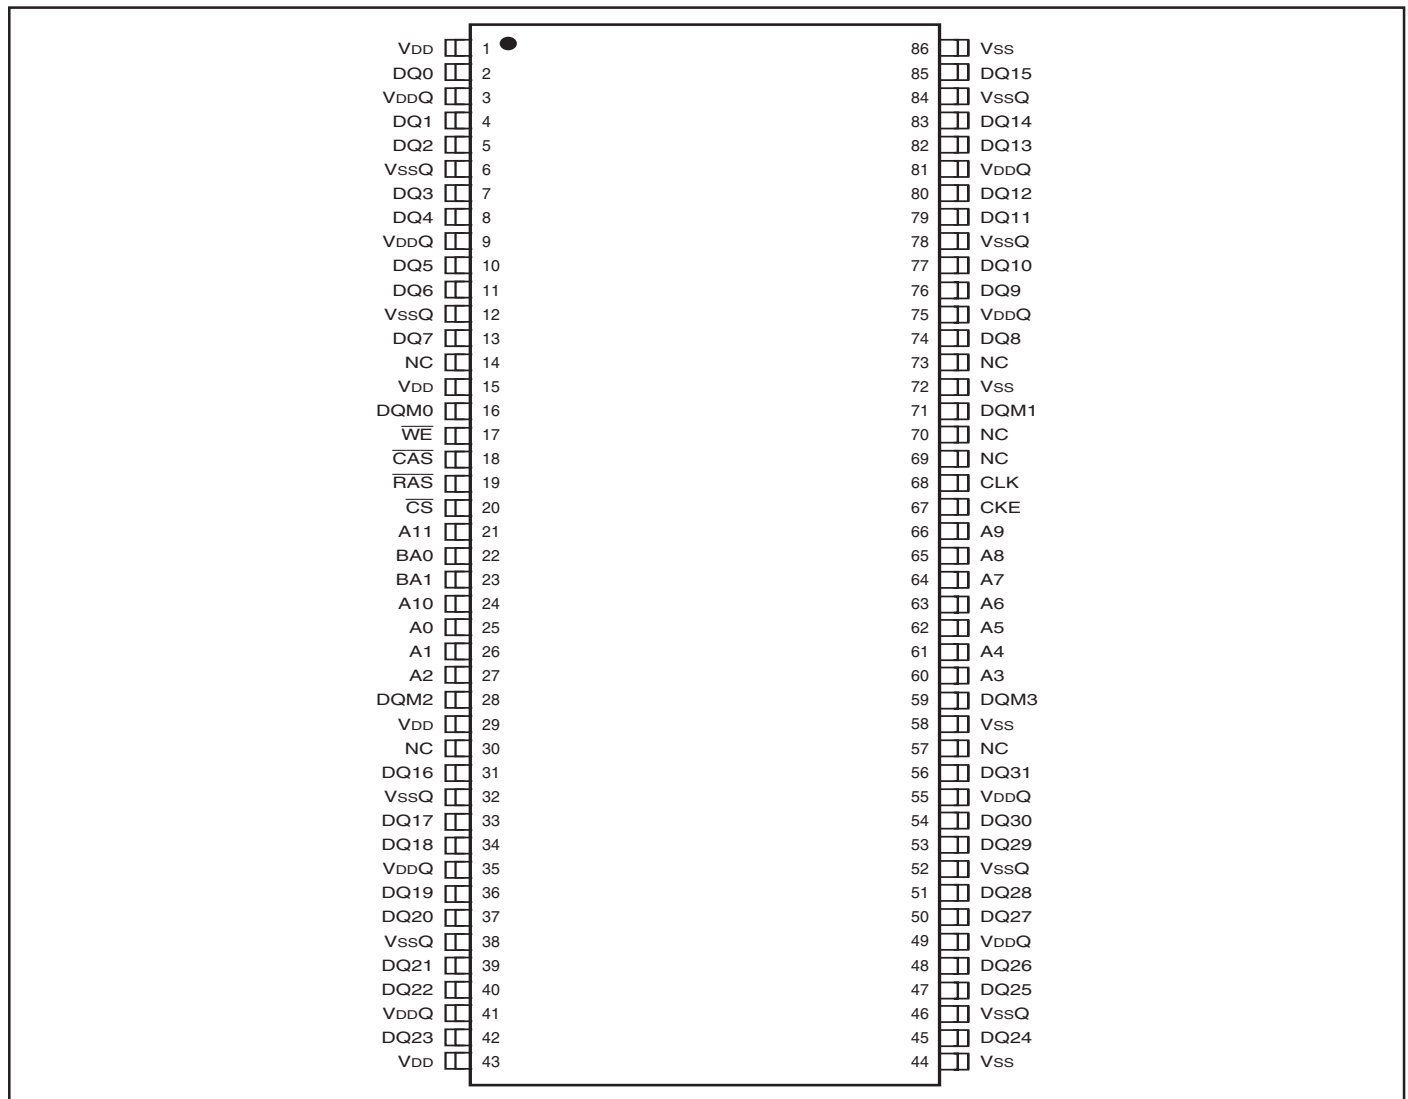 VDD 1 86 VSS
DQ0 2 85 DQ15
VDDQ 3 84 VSSQ
DQ1 4 83 DQ14
DQ2 5 82 DQ13
VSSQ 6 81 VDDQ
DQ3 7 80 DQ12
DQ4 8 79 DQ11
VDDQ 9 78 VSSQ
DQ5 10 77 DQ10
DQ6 11 76 DQ9
VSSQ 12 75 VDDQ
DQ7 13 74 DQ8
NC 14 73 NC
VDD 15 72 VSS
DQM0 16 71 DQM1
W̅E̅ 17 70 NC
C̅A̅S̅ 18 69 NC
R̅A̅S̅ 19 68 CLK
C̅S̅ 20 67 CKE
A11 21 66 A9
BA0 22 65 A8
BA1 23 64 A7
A10 24 63 A6
A0 25 62 A5
A1 26 61 A4
A2 27 60 A3
DQM2 28 59 DQM3
VDD 29 58 VSS
NC 30 57 NC
DQ16 31 56 DQ31
VSSQ 32 55 VDDQ
DQ17 33 54 DQ30
DQ18 34 53 DQ29
VDDQ 35 52 VSSQ
DQ19 36 51 DQ28
DQ20 37 50 DQ27
VSSQ 38 49 VDDQ
DQ21 39 48 DQ26
DQ22 40 47 DQ25
VDDQ 41 46 VSSQ
DQ23 42 45 DQ24
VDD 43 44 VSS